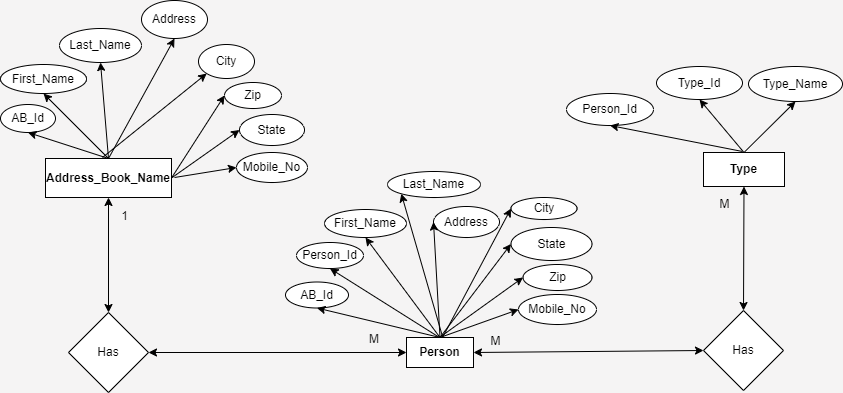 Address
Last_Name
City
First_Name
Zip
AB_Id
State
Mobile_No
Address_Book_Name
1
Has
Type_Id
Type_Name
Person_Id
Type
M
Last_Name
City
First_Name
Address
State
Person_Id
Zip
AB_Id
Mobile_No
M
Person
M
Has